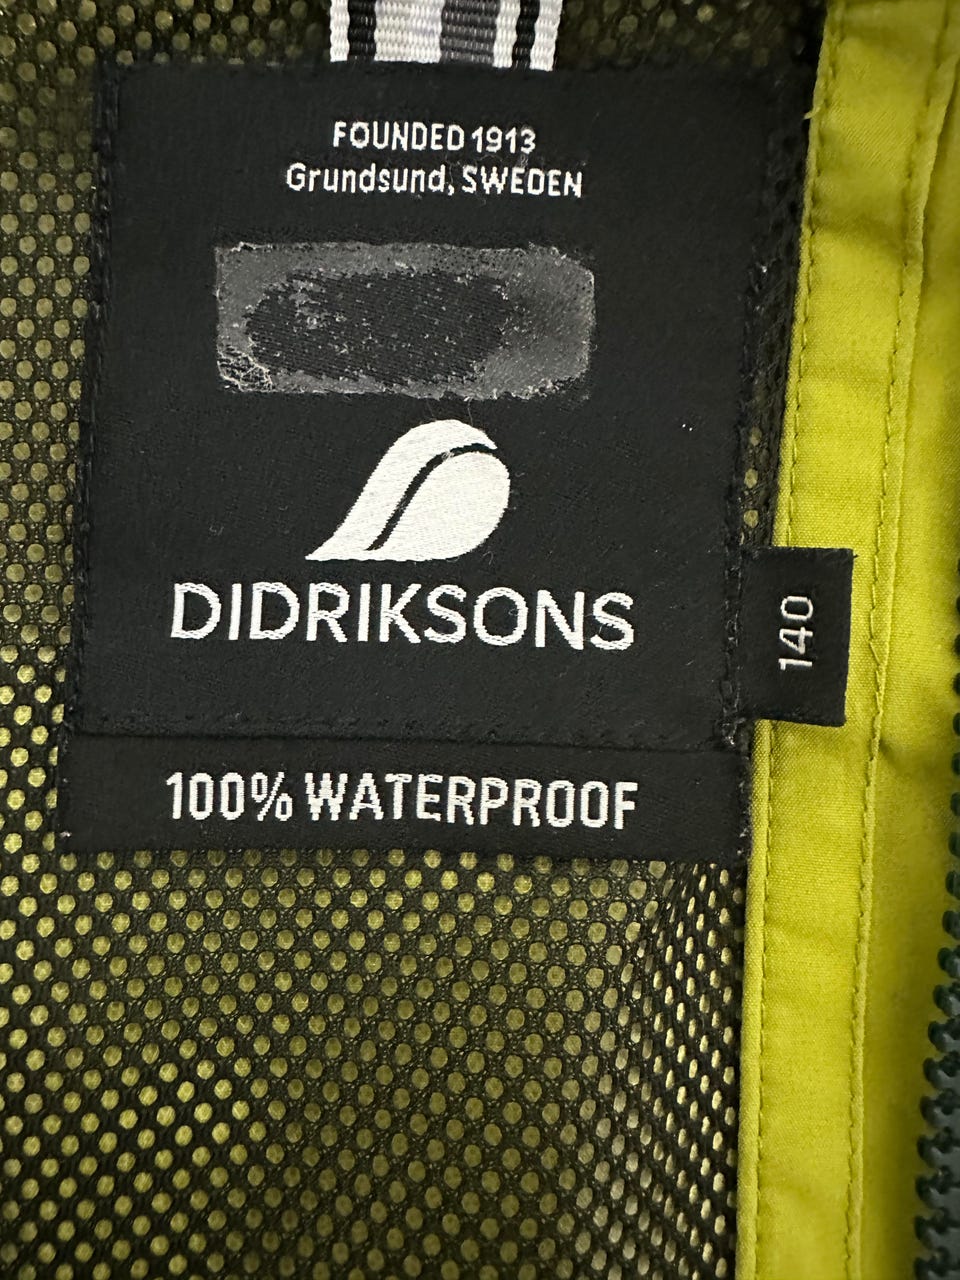 FOUNDED 1913
Grundsund, SWEDEN
DIDRIKSONS
140
100% WATERPROOF